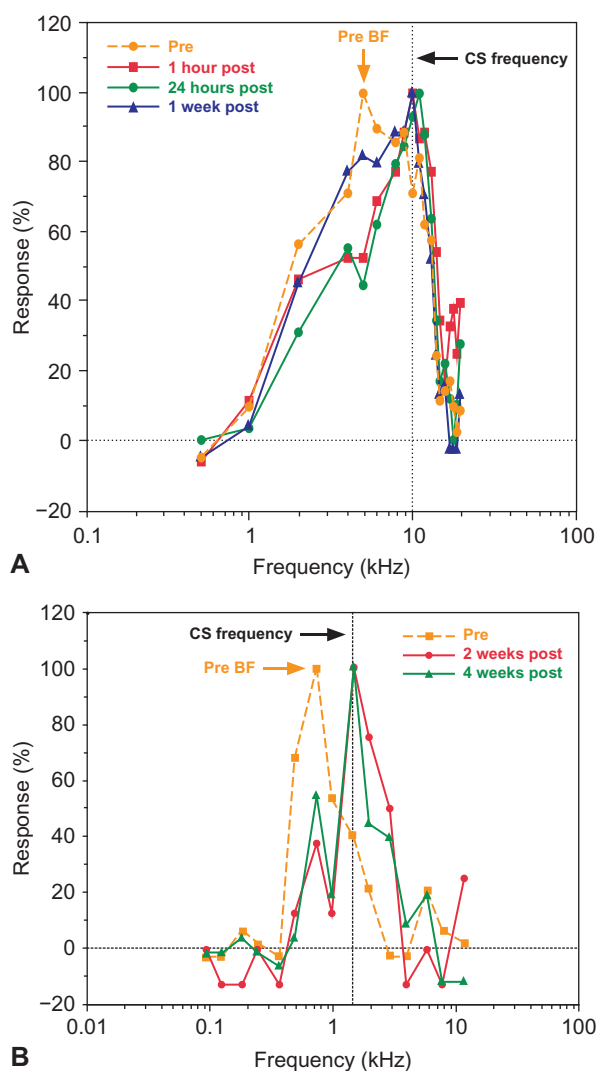 120
100
80
60
40
20
0
−20
Response (%)
Pre
1 hour post
24 hours post
1 week post
Pre BF
CS frequency
0.1
1
10
100
Frequency (kHz)
A
120
100
80
60
40
20
0
−20
Response (%)
CS frequency
Pre BF
Pre
2 weeks post
4 weeks post
0.01
0.1
1
10
100
Frequency (kHz)
B